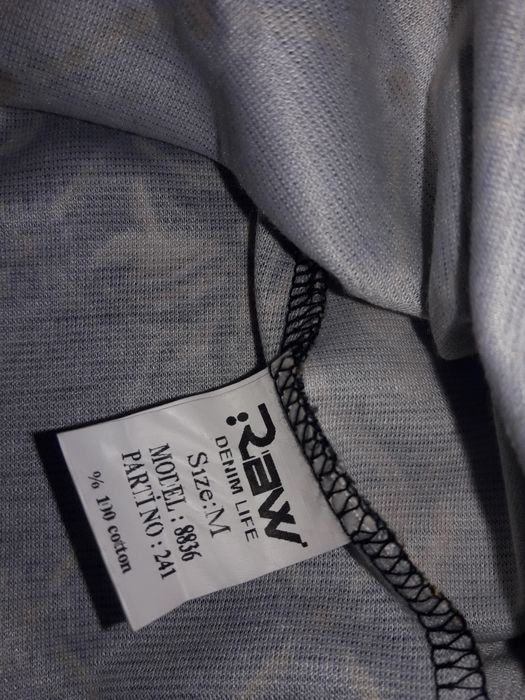 RAW
DENIM LIFE
Size:M
MODEL : 8836
PARTI NO : 241
% 100 cotton